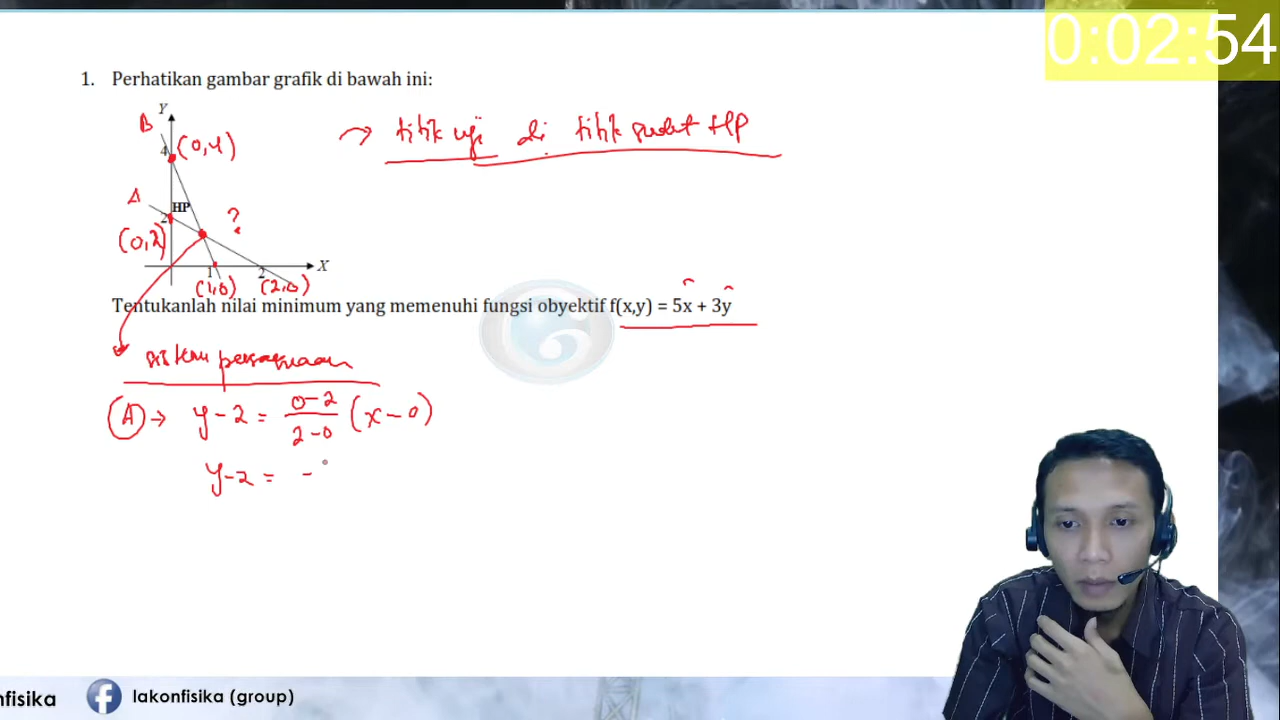 0:02:54
1. Perhatikan gambar grafik di bawah ini:
Y
B
4 (0,4)
→ titik uji di titik sudut HP
A
HP
2
(0,2)
?
1 2 X
(1,0) (2,0)
Tentukanlah nilai minimum yang memenuhi fungsi obyektif f(x,y) = 5x + 3y
sistem persamaan
(A) → y-2 = 0-2/2-0 (x-0)
y-2 = -
nfisika lakonfisika (group)